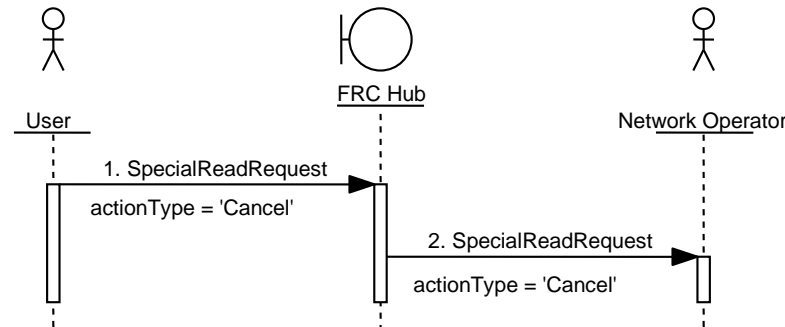 FRC Hub
User
Network Operator
1. SpecialReadRequest
actionType = 'Cancel'
2. SpecialReadRequest
actionType = 'Cancel'